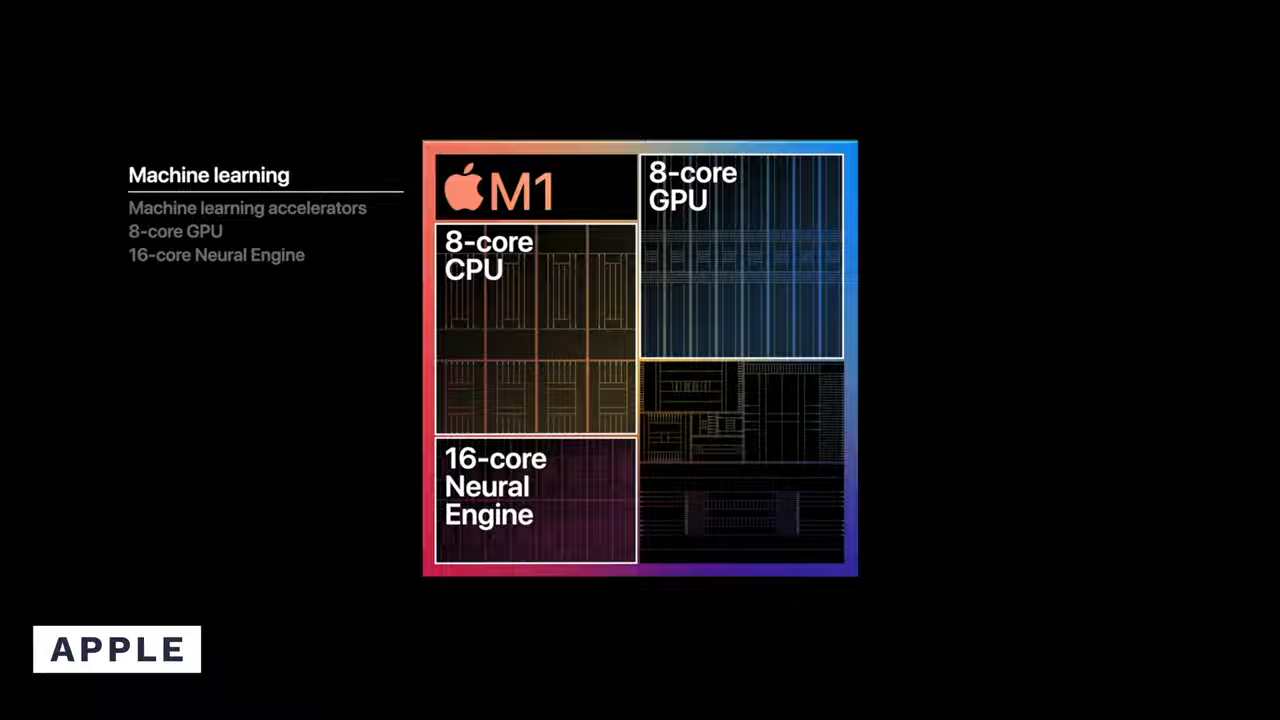 Machine learning
Machine learning accelerators
8-core GPU
16-core Neural Engine
M1
8-core
CPU
16-core
Neural
Engine
8-core
GPU
APPLE